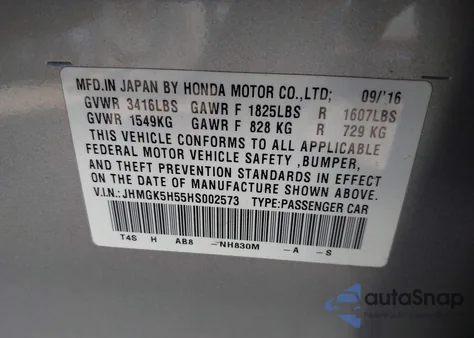 MFD.IN JAPAN BY HONDA MOTOR CO.,LTD; 09/'16
GVWR 3416LBS GAWR F 1825LBS R 1607LBS
GVWR 1549KG GAWR F 828 KG R 729 KG
THIS VEHICLE CONFORMS TO ALL APPLICABLE
FEDERAL MOTOR VEHICLE SAFETY ,BUMPER,
AND THEFT PREVENTION STANDARDS IN EFFECT
ON THE DATE OF MANUFACTURE SHOWN ABOVE.
V.I.N.: JHMGK5H55HS002573 TYPE:PASSENGER CAR
T4S H AB8 -NH830M -A -S
autoSnap